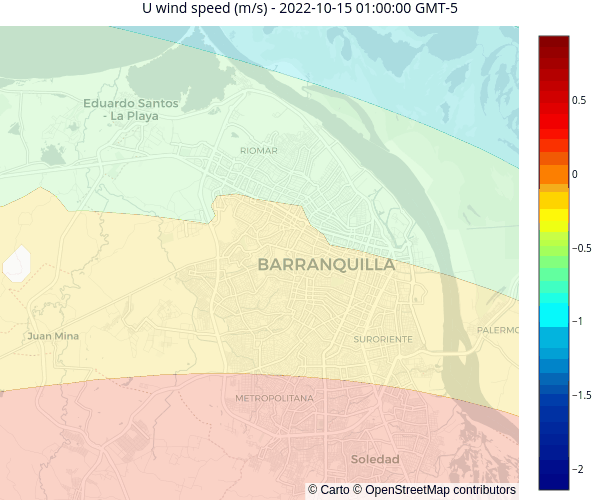 U wind speed (m/s) - 2022-10-15 01:00:00 GMT-5
Eduardo Santos
- La Playa
RIOMAR
BARRANQUILLA
Juan Mina
SURORIENTE
PALERMO
METROPOLITANA
Soledad
© Carto © OpenStreetMap contributors
0.5
0
−0.5
−1
−1.5
−2